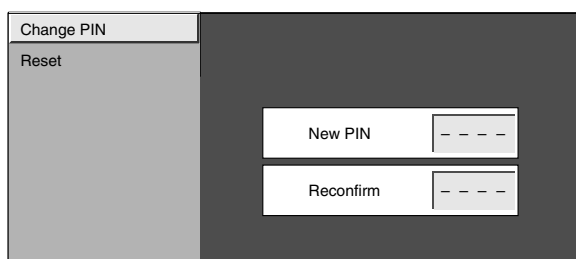 Change PIN
Reset
New PIN – – – –
Reconfirm – – – –